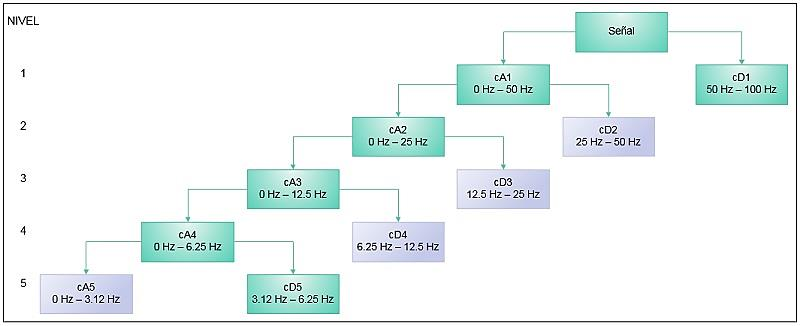 NIVEL
Señal
1
cA1
0 Hz – 50 Hz
cD1
50 Hz – 100 Hz
2
cA2
0 Hz – 25 Hz
cD2
25 Hz – 50 Hz
3
cA3
0 Hz – 12.5 Hz
cD3
12.5 Hz – 25 Hz
4
cA4
0 Hz – 6.25 Hz
cD4
6.25 Hz – 12.5 Hz
5
cA5
0 Hz – 3.12 Hz
cD5
3.12 Hz – 6.25 Hz